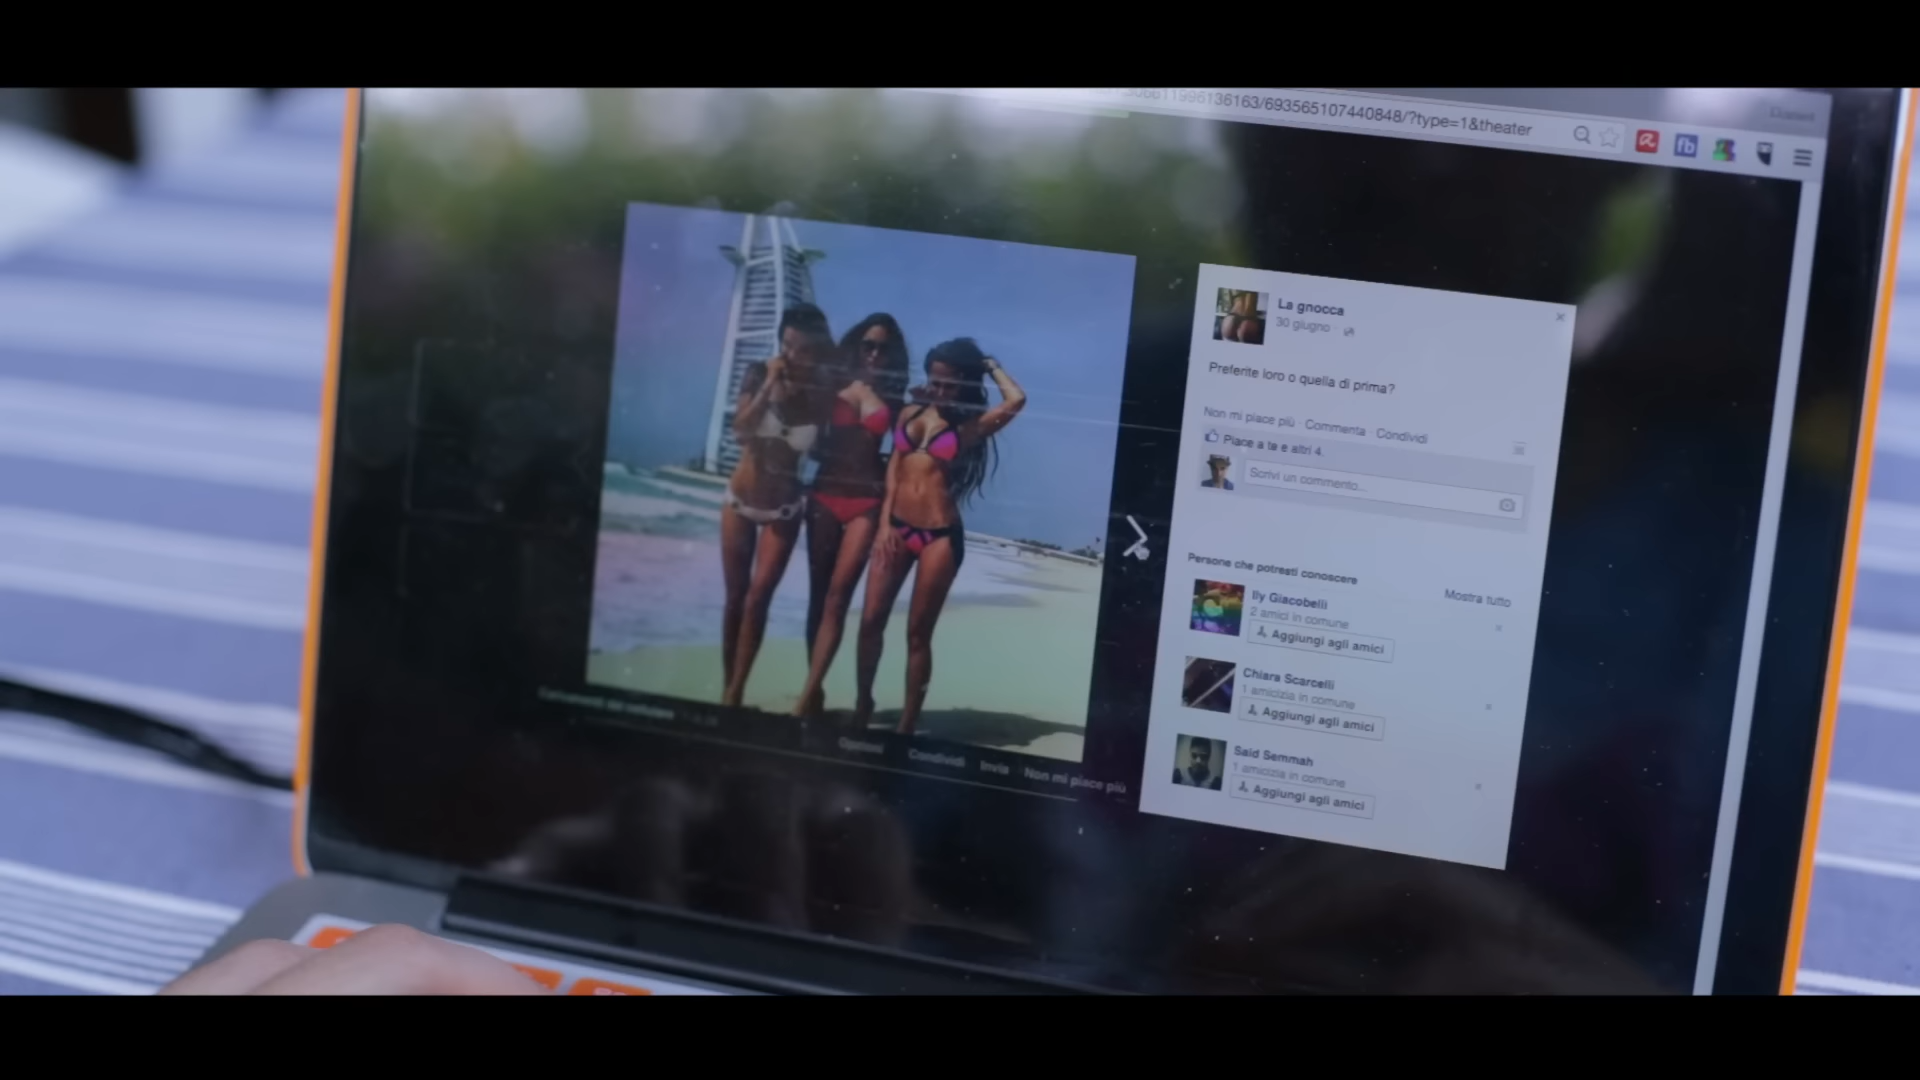 11996136163/693565107440848/?type=1&theater
fb
La gnocca
30 giugno
Preferite loro o quella di prima?
Non mi piace più · Commenta · Condividi
Piace a te e altri 4.
Scrivi un commento...
Persone che potresti conoscere
Mostra tutto
Ily Giacobelli
2 amici in comune
Aggiungi agli amici
Chiara Scarcelli
1 amicizia in comune
Aggiungi agli amici
Said Semmah
1 amicizia in comune
Aggiungi agli amici
Opzioni Condividi Invia Non mi piace più